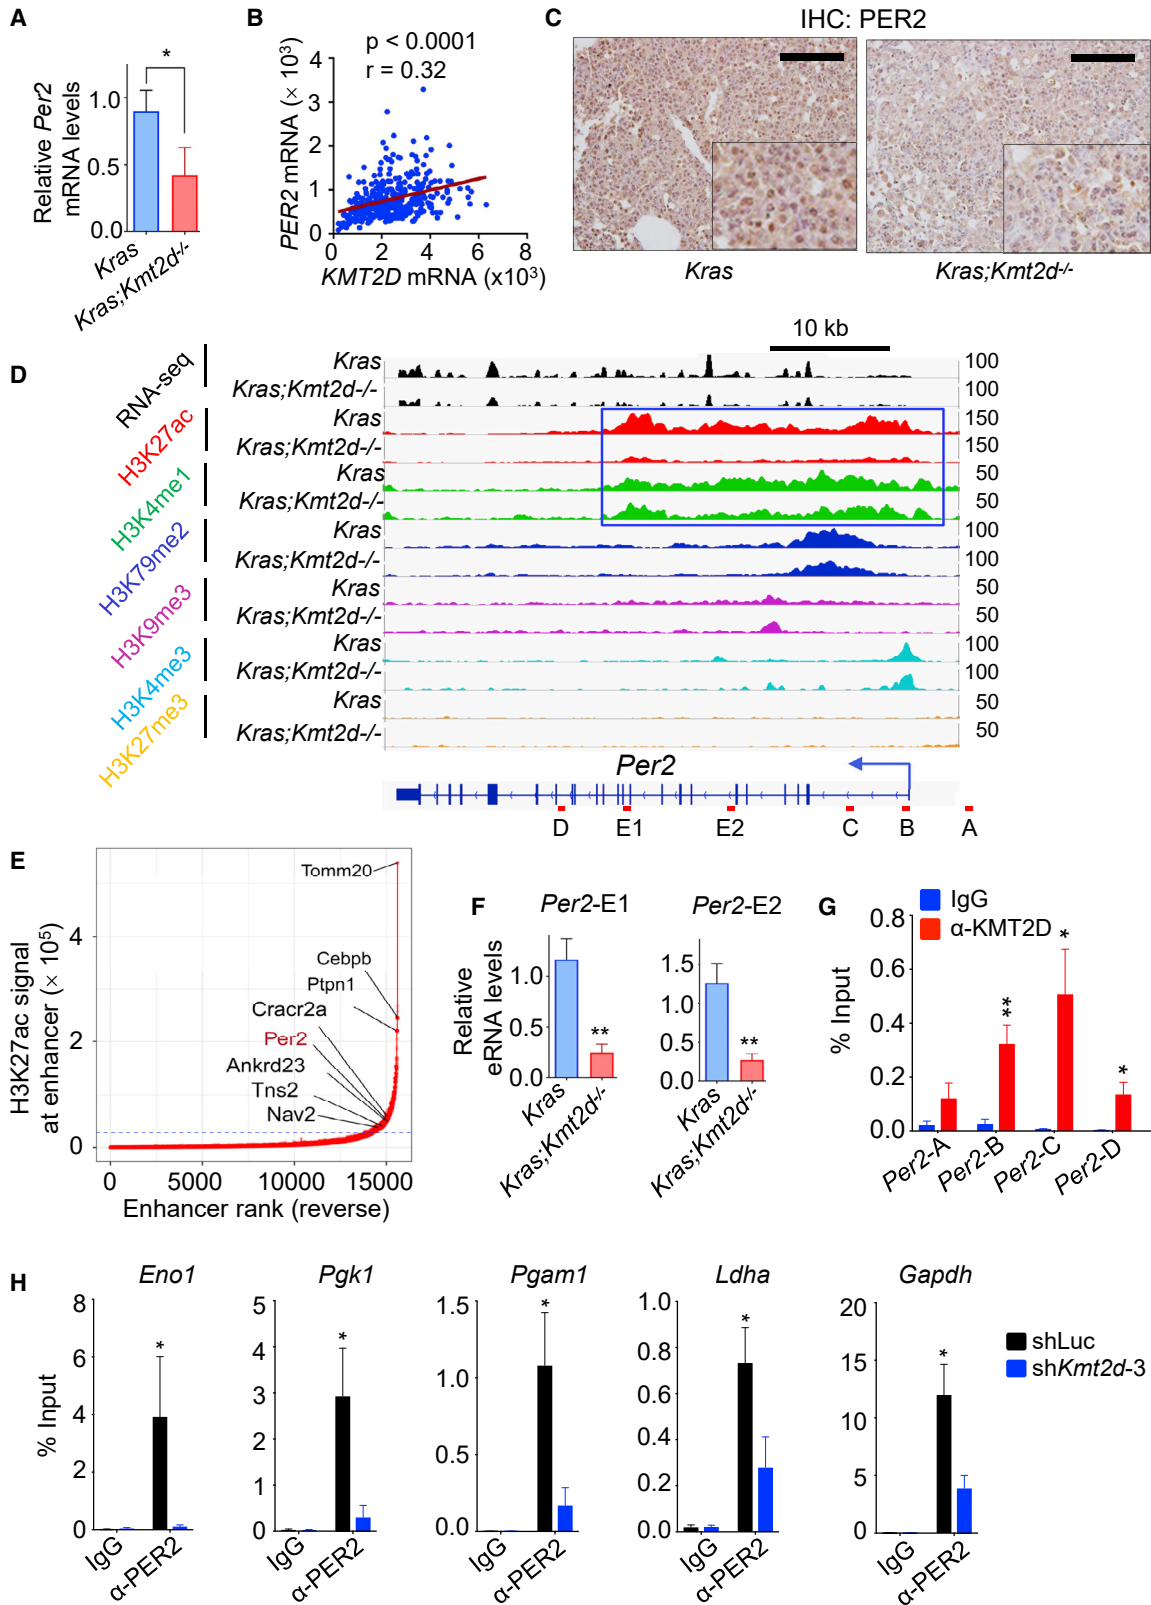 A
Relative Per2
mRNA levels
1.0
0.5
0.0
*
Kras
Kras;Kmt2d-/-
B
p < 0.0001
r = 0.32
PER2 mRNA (× 10³)
4
3
2
1
0
0 2 4 6 8
KMT2D mRNA (x10³)
C
IHC: PER2
Kras
Kras;Kmt2d-/-
D
10 kb
RNA-seq
Kras 100
Kras;Kmt2d-/- 100
H3K27ac
Kras 150
Kras;Kmt2d-/- 150
H3K4me1
Kras 50
Kras;Kmt2d-/- 50
H3K79me2
Kras 100
Kras;Kmt2d-/- 100
H3K9me3
Kras 50
Kras;Kmt2d-/- 50
H3K4me3
Kras 100
Kras;Kmt2d-/- 100
H3K27me3
Kras 50
Kras;Kmt2d-/- 50
Per2
D E1 E2 C B A
E
H3K27ac signal
at enhancer (× 10⁵)
4
2
0
Tomm20
Cebpb
Ptpn1
Cracr2a
Per2
Ankrd23
Tns2
Nav2
0 5000 10000 15000
Enhancer rank (reverse)
F
Per2-E1
Relative
eRNA levels
1.0
0.5
0.0
**
Kras
Kras;Kmt2d-/-
Per2-E2
1.5
1.0
0.5
0.0
**
Kras
Kras;Kmt2d-/-
G
IgG
α-KMT2D
% Input
0.8
0.6
0.4
0.2
0.0
**
*
*
Per2-A
Per2-B
Per2-C
Per2-D
H
% Input
Eno1
8
6
4
2
0
*
IgG
α-PER2
Pgk1
5
4
3
2
1
0
*
IgG
α-PER2
Pgam1
1.5
1.0
0.5
0.0
*
IgG
α-PER2
Ldha
1.0
0.8
0.6
0.4
0.2
0.0
*
IgG
α-PER2
Gapdh
20
15
10
5
0
*
IgG
α-PER2
shLuc
shKmt2d-3